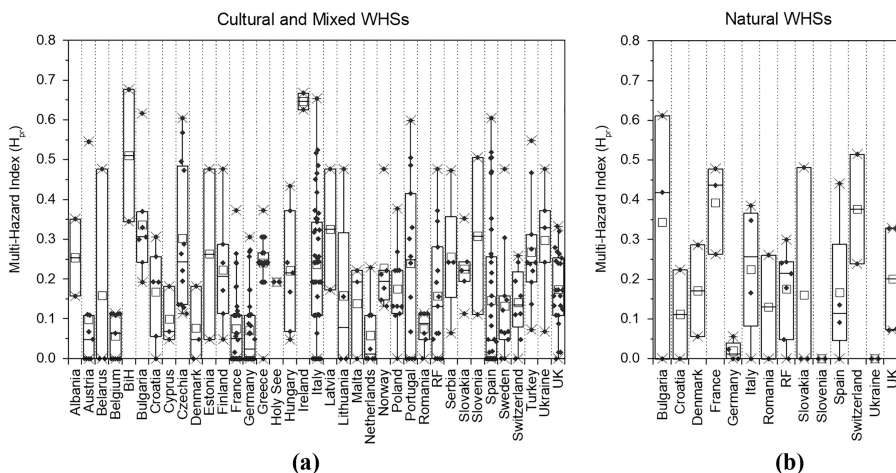 Cultural and Mixed WHSs
Multi-Hazard Index (Hpr)
0.8
0.7
0.6
0.5
0.4
0.3
0.2
0.1
0.0
Albania
Austria
Belarus
Belgium
BiH
Bulgaria
Croatia
Cyprus
Czechia
Denmark
Estonia
Finland
France
Germany
Greece
Holy See
Hungary
Ireland
Italy
Latvia
Lithuania
Malta
Netherlands
Norway
Poland
Portugal
Romania
RF
Serbia
Slovakia
Slovenia
Spain
Sweden
Switzerland
Turkey
Ukraine
UK
(a)
Natural WHSs
Multi-Hazard Index (Hpr)
0.8
0.7
0.6
0.5
0.4
0.3
0.2
0.1
0.0
Bulgaria
Croatia
Denmark
France
Germany
Italy
Romania
RF
Slovakia
Slovenia
Spain
Switzerland
Ukraine
UK
(b)